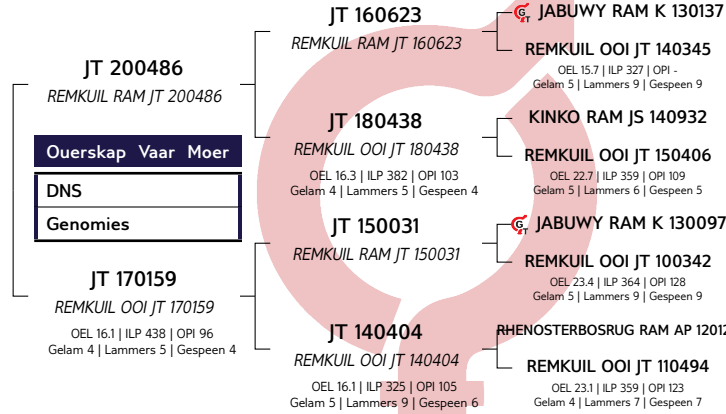 JT 200486
REMKUIL RAM JT 200486
Ouerskap Vaar Moer
DNS
Genomies
JT 170159
REMKUIL OOI JT 170159
OEL 16.1 | ILP 438 | OPI 96
Gelam 4 | Lammers 5 | Gespeen 4
JT 160623
REMKUIL RAM JT 160623
JT 180438
REMKUIL OOI JT 180438
OEL 16.3 | ILP 382 | OPI 103
Gelam 4 | Lammers 5 | Gespeen 4
JT 150031
REMKUIL RAM JT 150031
JT 140404
REMKUIL OOI JT 140404
OEL 16.1 | ILP 325 | OPI 105
Gelam 5 | Lammers 9 | Gespeen 6
GT JABUWY RAM K 130137
REMKUIL OOI JT 140345
OEL 15.7 | ILP 327 | OPI -
Gelam 5 | Lammers 9 | Gespeen 9
KINKO RAM JS 140932
REMKUIL OOI JT 150406
OEL 22.7 | ILP 359 | OPI 109
Gelam 5 | Lammers 6 | Gespeen 5
GT JABUWY RAM K 130097
REMKUIL OOI JT 100342
OEL 23.4 | ILP 364 | OPI 128
Gelam 5 | Lammers 9 | Gespeen 9
RHENOSTERBOSRUG RAM AP 12012
REMKUIL OOI JT 110494
OEL 23.1 | ILP 359 | OPI 123
Gelam 4 | Lammers 7 | Gespeen 7